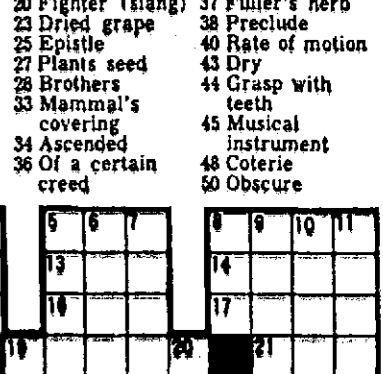 20 Fighter (slang)
23 Dried grape
25 Epistle
27 Plants seed
28 Brothers
33 Mammal's
covering
34 Ascended
36 Of a certain
creed
37 Fuller's herb
38 Preclude
40 Rate of motion
43 Dry
44 Grasp with
teeth
45 Musical
instrument
48 Coterie
50 Obscure
5 6 7 8 9 10 11
13 14
16 17
19 20 21